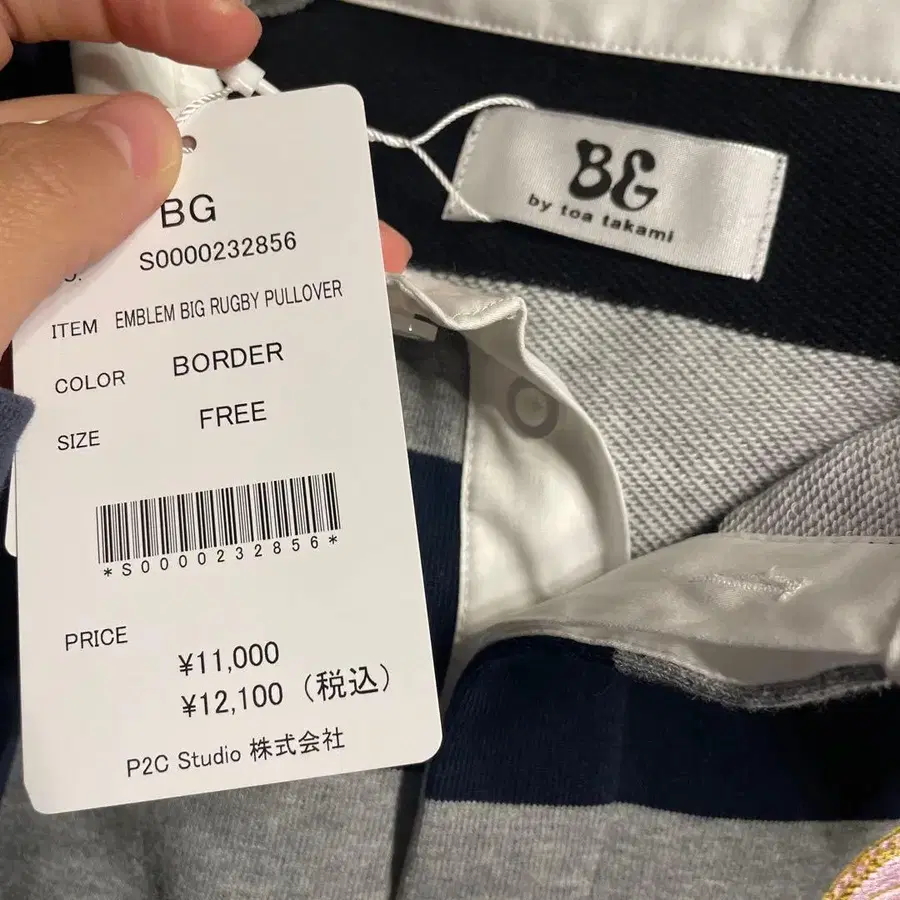 BG
S0000232856
ITEM EMBLEM BIG RUGBY PULLOVER
COLOR BORDER
SIZE FREE
*S0000232856*
PRICE
¥11,000
¥12,100（税込）
P2C Studio 株式会社
BG
by toa takami